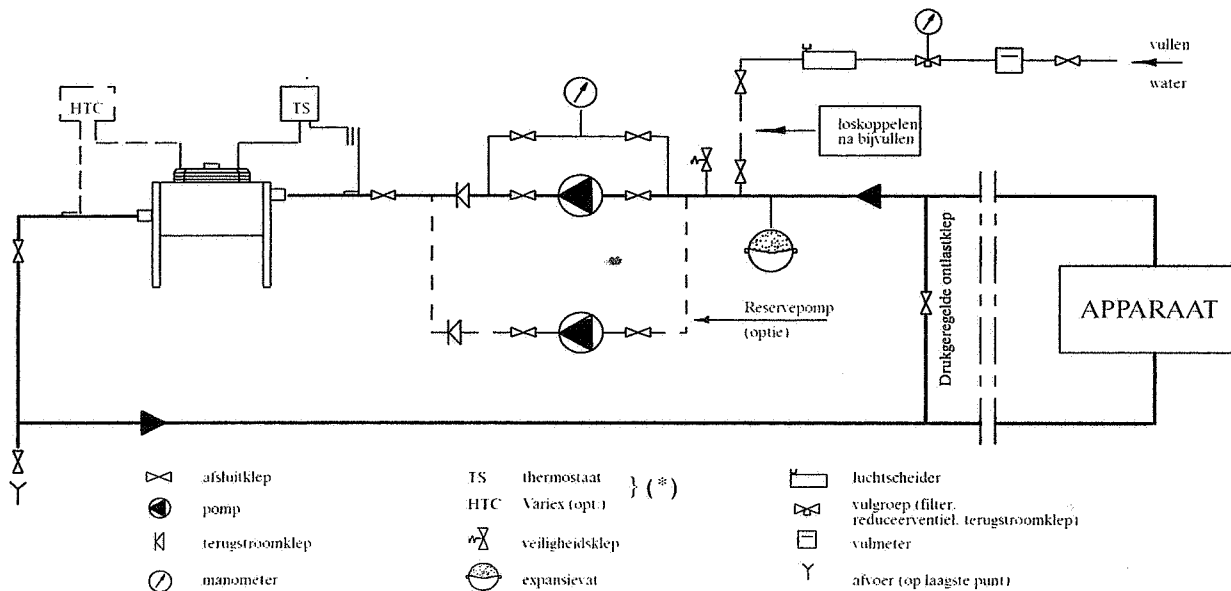 vullen
water
HTC
TS
loskoppelen
na bijvullen
Reservepomp
(optie)
Drukgeregelde ontlastklep
APPARAAT
afsluitklep
pomp
terugstroomklep
manometer
TS thermostaat
HTC Variex (opt.)
} (*)
veiligheidsklep
expansievat
luchtscheider
vulgroep (filter,
reduceerventiel, terugstroomklep)
vulmeter
afvoer (op laagste punt)